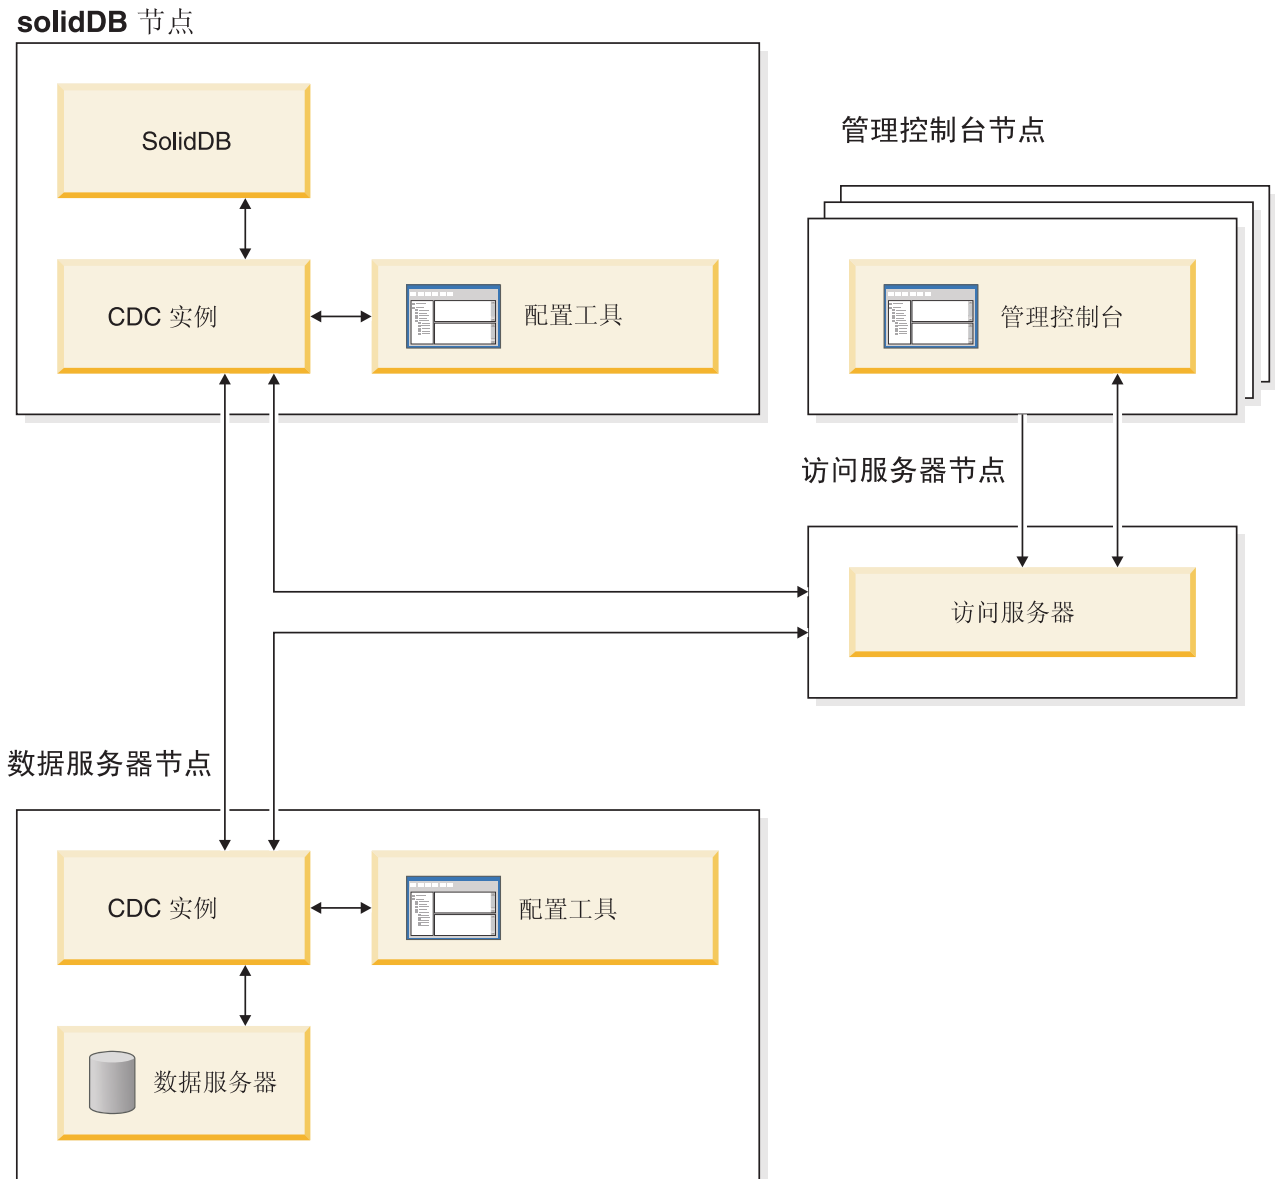 solidDB 节点
SolidDB
CDC 实例
配置工具
管理控制台节点
管理控制台
访问服务器节点
访问服务器
数据服务器节点
CDC 实例
配置工具
数据服务器